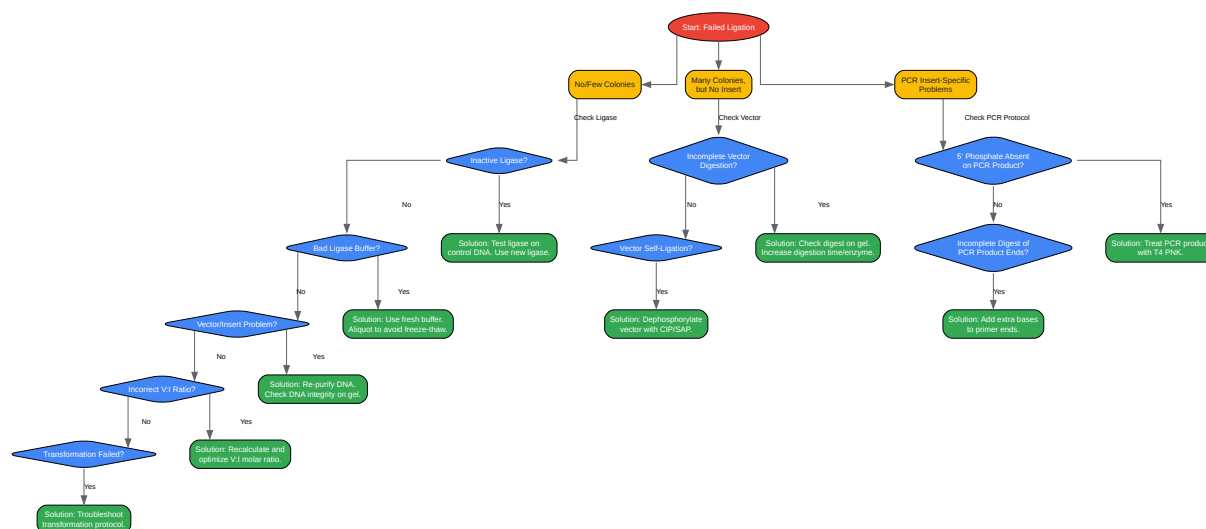 Start: Failed Ligation
No/Few Colonies
Many Colonies,
but No Insert
PCR Insert-Specific
Problems
Check Ligase
Check Vector
Check PCR Protocol
Inactive Ligase?
Incomplete Vector
Digestion?
5' Phosphate Absent
on PCR Product?
No
Yes
No
Yes
No
Yes
Bad Ligase Buffer?
Solution: Test ligase on
control DNA. Use new ligase.
Vector Self-Ligation?
Solution: Check digest on gel.
Increase digestion time/enzyme.
Incomplete Digest of
PCR Product Ends?
Solution: Treat PCR produc
with T4 PNK.
No
Yes
Yes
Yes
Vector/Insert Problem?
Solution: Use fresh buffer.
Aliquot to avoid freeze-thaw.
Solution: Dephosphorylate
vector with CIP/SAP.
Solution: Add extra bases
to primer ends.
No
Yes
Incorrect V:I Ratio?
Solution: Re-purify DNA.
Check DNA integrity on gel.
No
Yes
Transformation Failed?
Solution: Recalculate and
optimize V:I molar ratio.
Yes
Solution: Troubleshoot
transformation protocol.